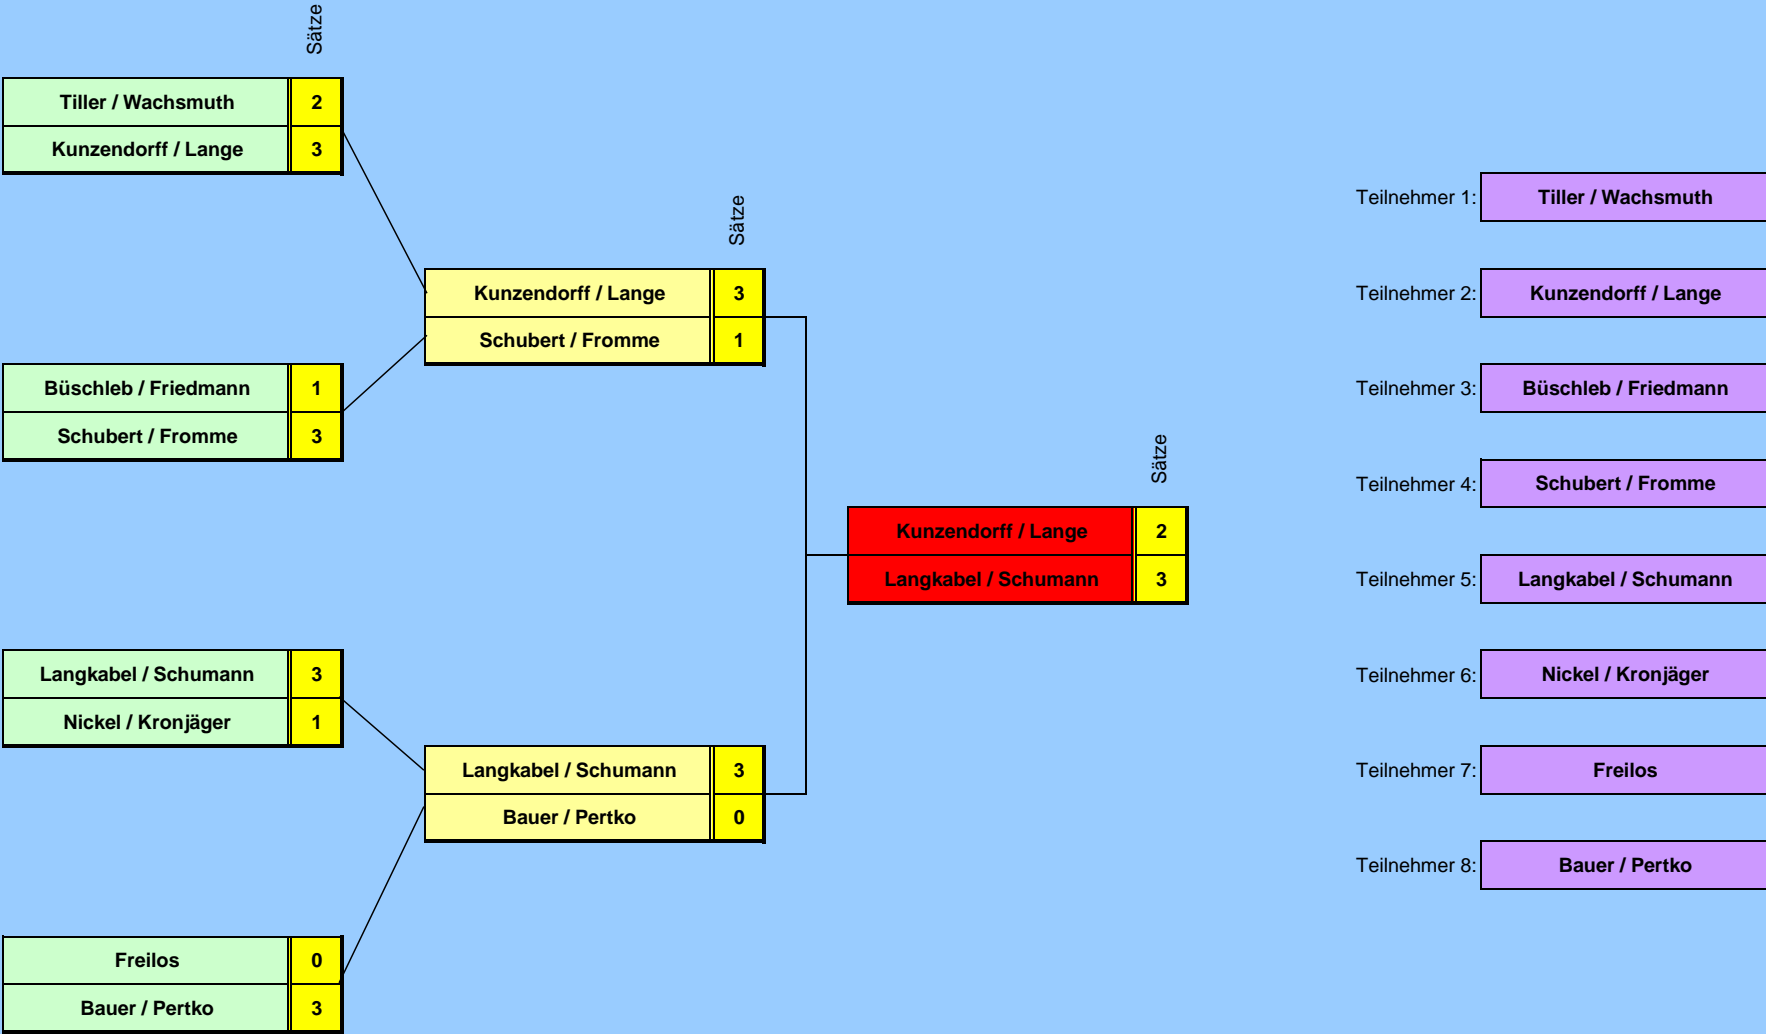 Sätze
Tiller / Wachsmuth 2
Kunzendorff / Lange 3
Büschleb / Friedmann 1
Schubert / Fromme 3
Langkabel / Schumann 3
Nickel / Kronjäger 1
Freilos 0
Bauer / Pertko 3
Sätze
Kunzendorff / Lange 3
Schubert / Fromme 1
Langkabel / Schumann 3
Bauer / Pertko 0
Sätze
Kunzendorff / Lange 2
Langkabel / Schumann 3
Teilnehmer 1: Tiller / Wachsmuth
Teilnehmer 2: Kunzendorff / Lange
Teilnehmer 3: Büschleb / Friedmann
Teilnehmer 4: Schubert / Fromme
Teilnehmer 5: Langkabel / Schumann
Teilnehmer 6: Nickel / Kronjäger
Teilnehmer 7: Freilos
Teilnehmer 8: Bauer / Pertko